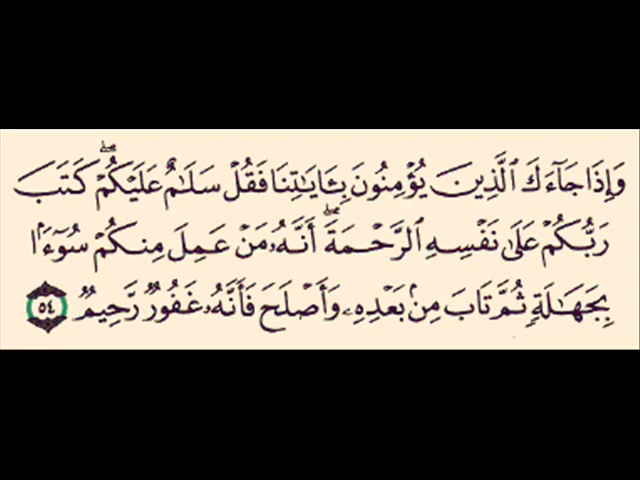 وَإِذَا جَآءَكَ ٱلَّذِينَ يُؤْمِنُونَ بِـَٔايَـٰتِنَا فَقُلْ سَلَـٰمٌ عَلَيْكُمْ ۖ كَتَبَ
رَبُّكُمْ عَلَىٰ نَفْسِهِ ٱلرَّحْمَةَ ۖ أَنَّهُۥ مَنْ عَمِلَ مِنكُمْ سُوٓءَۢا
بِجَهَـٰلَةٍۢ ثُمَّ تَابَ مِنۢ بَعْدِهِۦ وَأَصْلَحَ فَأَنَّهُۥ غَفُورٌۭ رَّحِيمٌۭ ٥٤